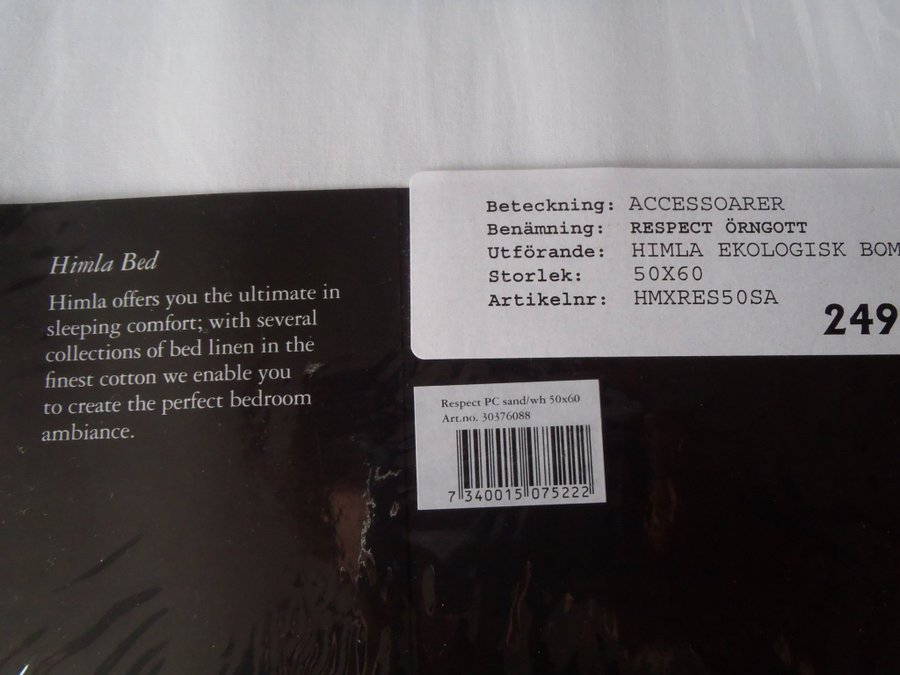 Himla Bed
Himla offers you the ultimate in
sleeping comfort; with several
collections of bed linen in the
finest cotton we enable you
to create the perfect bedroom
ambiance.
Beteckning: ACCESSOARER
Benämning: RESPECT ÖRNGOTT
Utförande: HIMLA EKOLOGISK BOM
Storlek: 50X60
Artikelnr: HMXRES50SA
249
Respect PC sand/wh 50x60
Art.no. 30376088
7 340015 075222